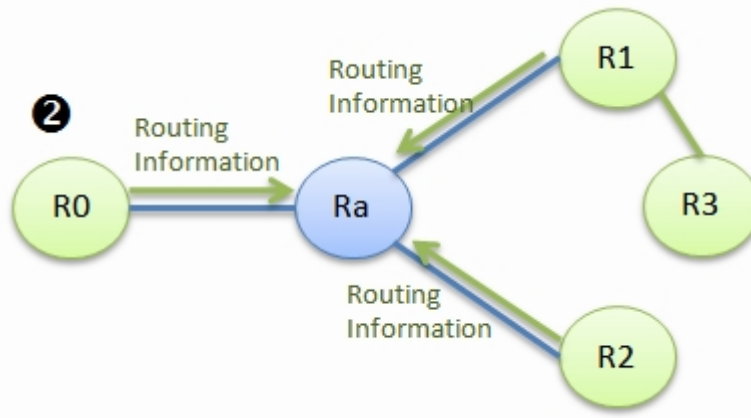 ❷
Routing
Information
R0
Ra
Routing
Information
R1
R3
Routing
Information
R2